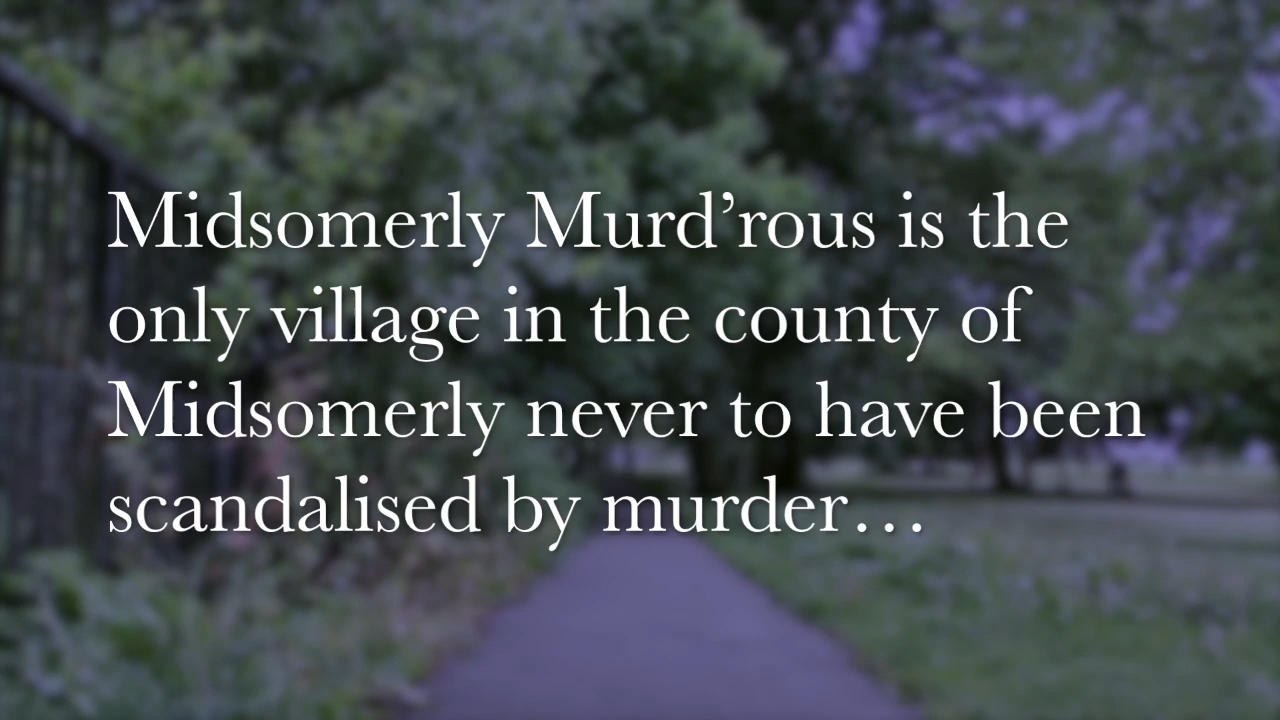 Midsomerly Murd’rous is the
only village in the county of
Midsomerly never to have been
scandalised by murder…